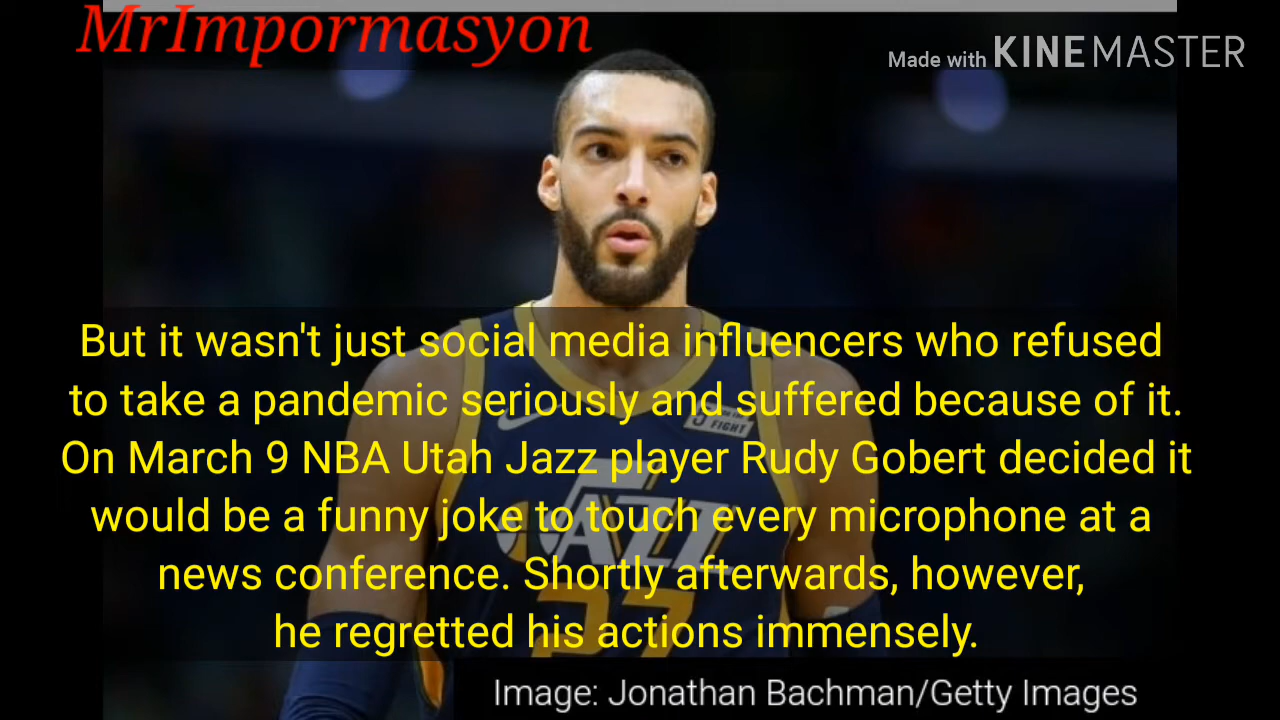 MrImpormasyon
Made with KINEMASTER
But it wasn't just social media influencers who refused
to take a pandemic seriously and suffered because of it.
On March 9 NBA Utah Jazz player Rudy Gobert decided it
would be a funny joke to touch every microphone at a
news conference. Shortly afterwards, however,
he regretted his actions immensely.
FIGHT
JAZZ
27
Image: Jonathan Bachman/Getty Images